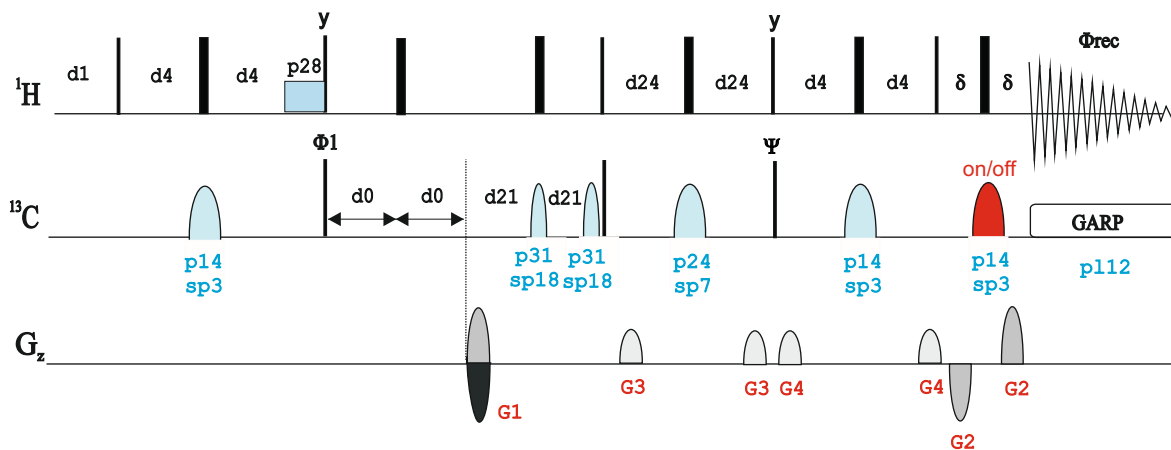 y y
d1 d4 d4 p28 d24 d24 d4 d4 δ δ Φrec
¹H
Φ1 Ψ on/off
d0 d0 d21 d21
¹³C GARP
p14 p31 p31 p24 p14 p14 pl12
sp3 sp18 sp18 sp7 sp3 sp3
Gz
G1 G3 G3 G4 G4 G2 G2